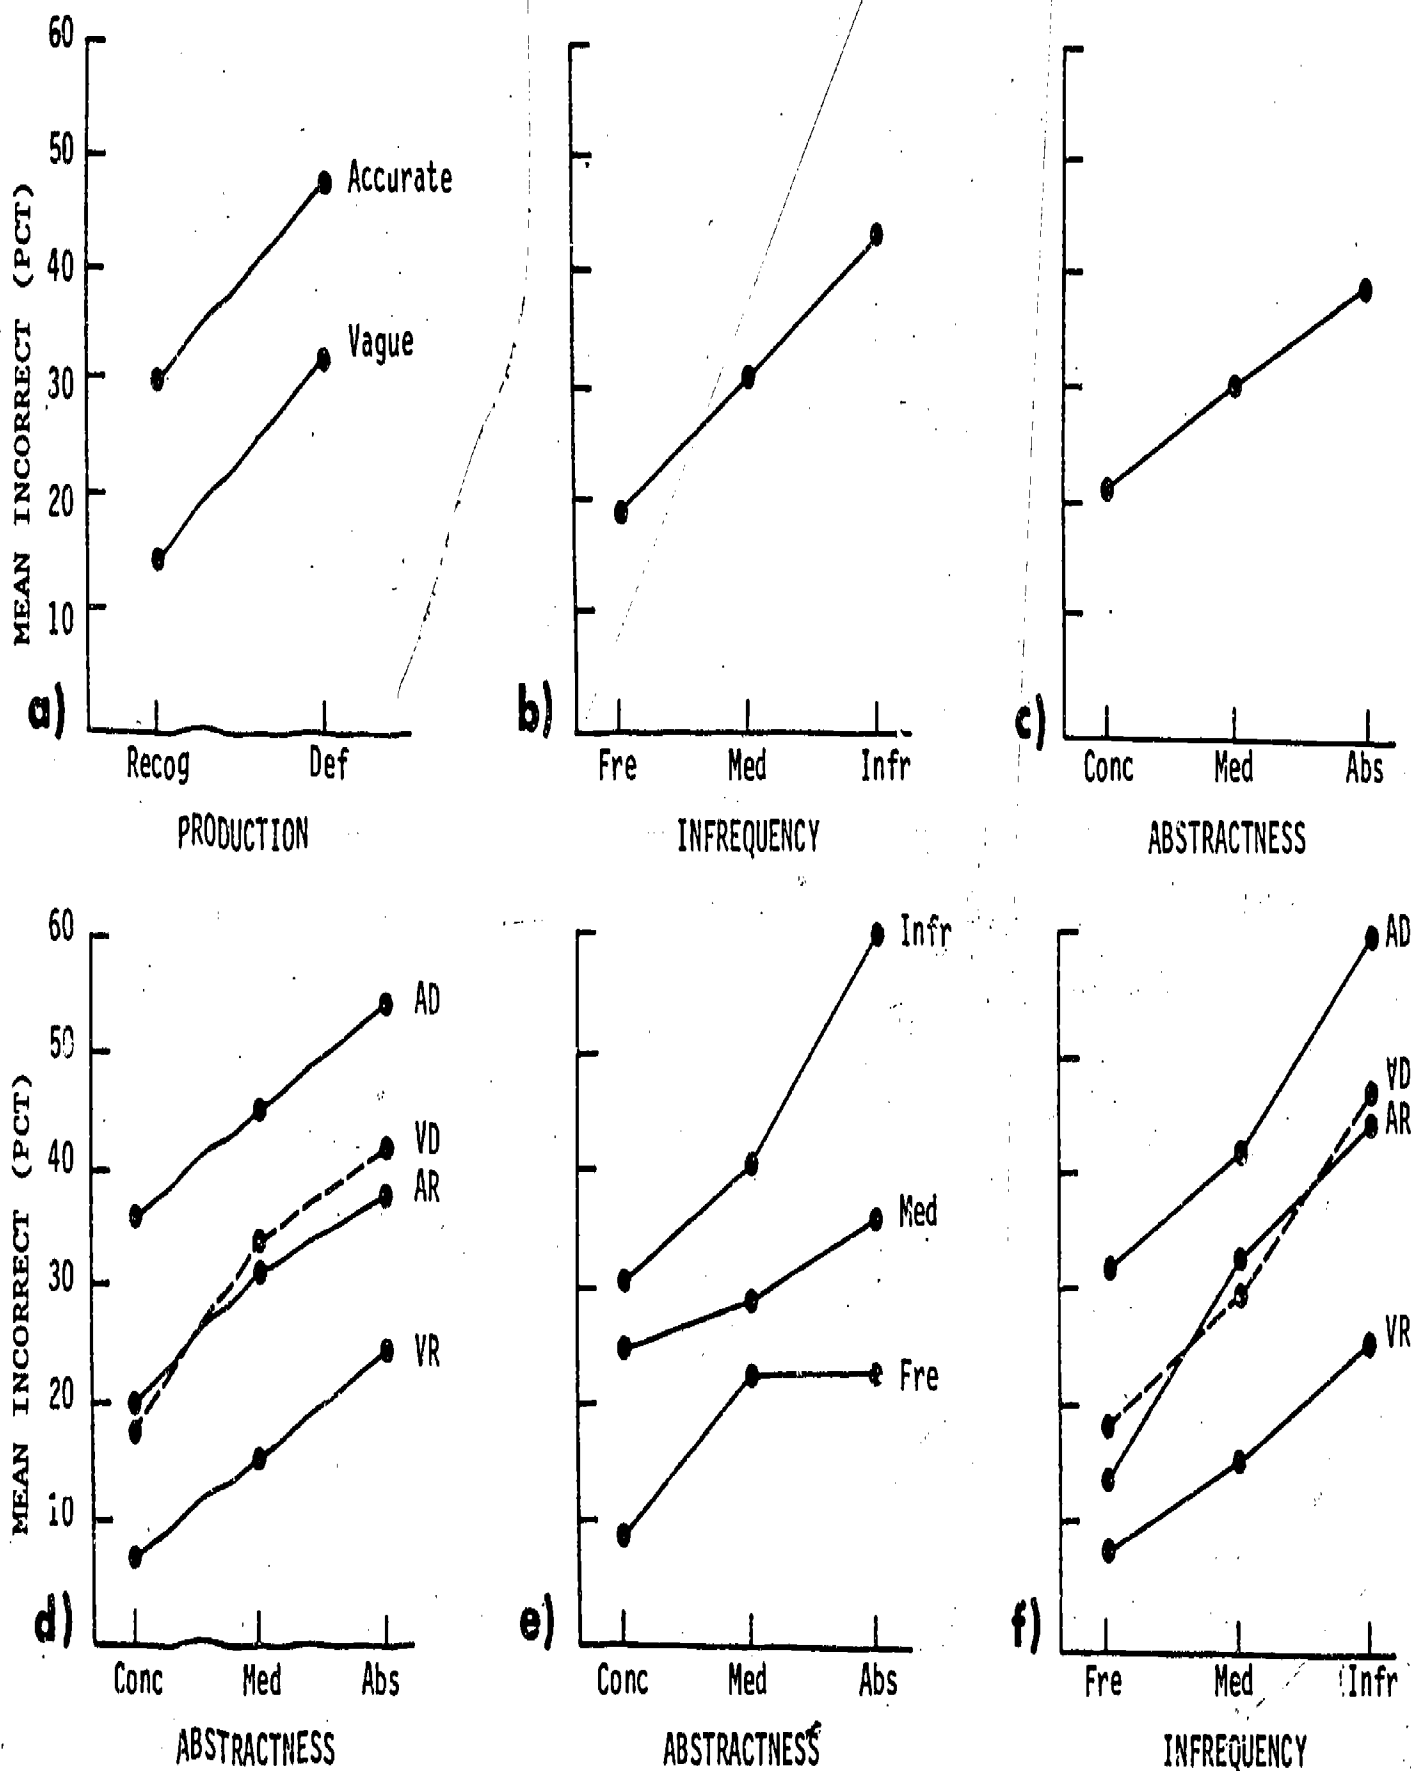 MEAN INCORRECT (PCT)
60
50
40
30
20
10
Accurate
Vague
a)
Recog Def
PRODUCTION
b)
Fre Med Infr
INFREQUENCY
c)
Conc Med Abs
ABSTRACTNESS
MEAN INCORRECT (PCT)
60
50
40
30
20
10
AD
VD
AR
VR
d)
Conc Med Abs
ABSTRACTNESS
Infr
Med
Fre
e)
Conc Med Abs
ABSTRACTNESS
AD
VD
AR
VR
f)
Fre Med Infr
INFREQUENCY